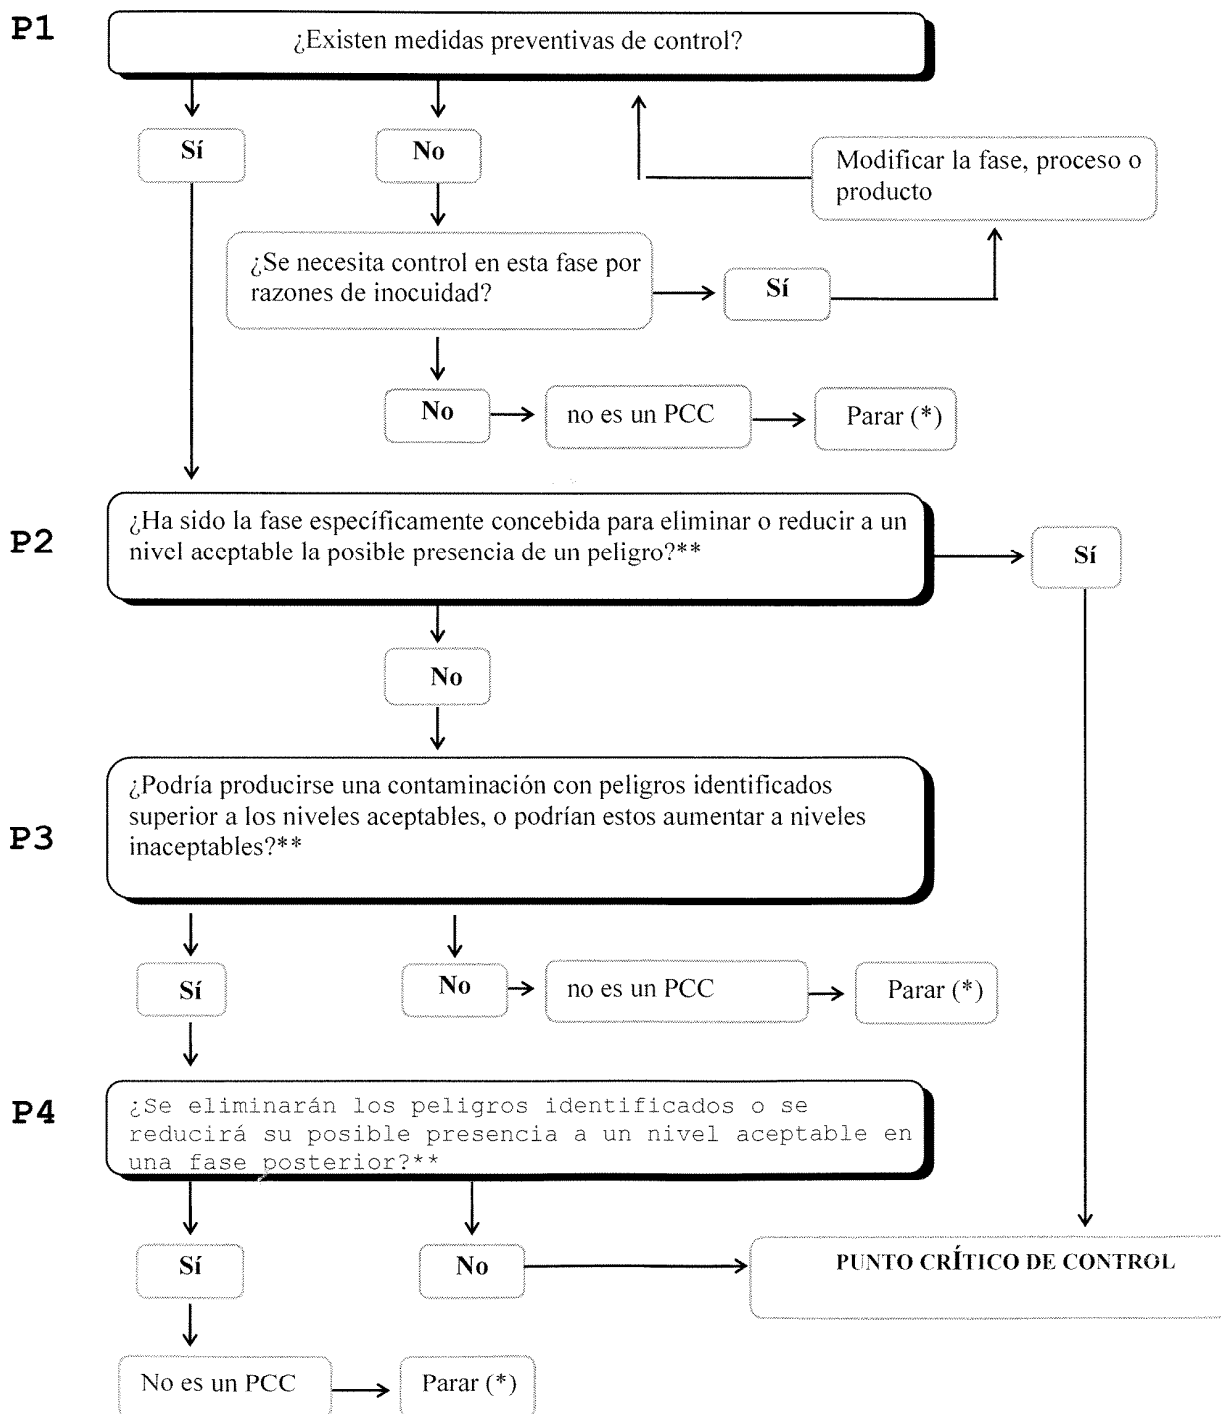 P1
¿Existen medidas preventivas de control?
Sí
No
Modificar la fase, proceso o
producto
¿Se necesita control en esta fase por
razones de inocuidad?
Sí
No
no es un PCC
Parar (*)
P2
¿Ha sido la fase específicamente concebida para eliminar o reducir a un
nivel aceptable la posible presencia de un peligro?**
Sí
No
P3
¿Podría producirse una contaminación con peligros identificados
superior a los niveles aceptables, o podrían estos aumentar a niveles
inaceptables?**
Sí
No
no es un PCC
Parar (*)
P4
¿Se eliminarán los peligros identificados o se
reducirá su posible presencia a un nivel aceptable en
una fase posterior?**
Sí
No
PUNTO CRÍTICO DE CONTROL
No es un PCC
Parar (*)